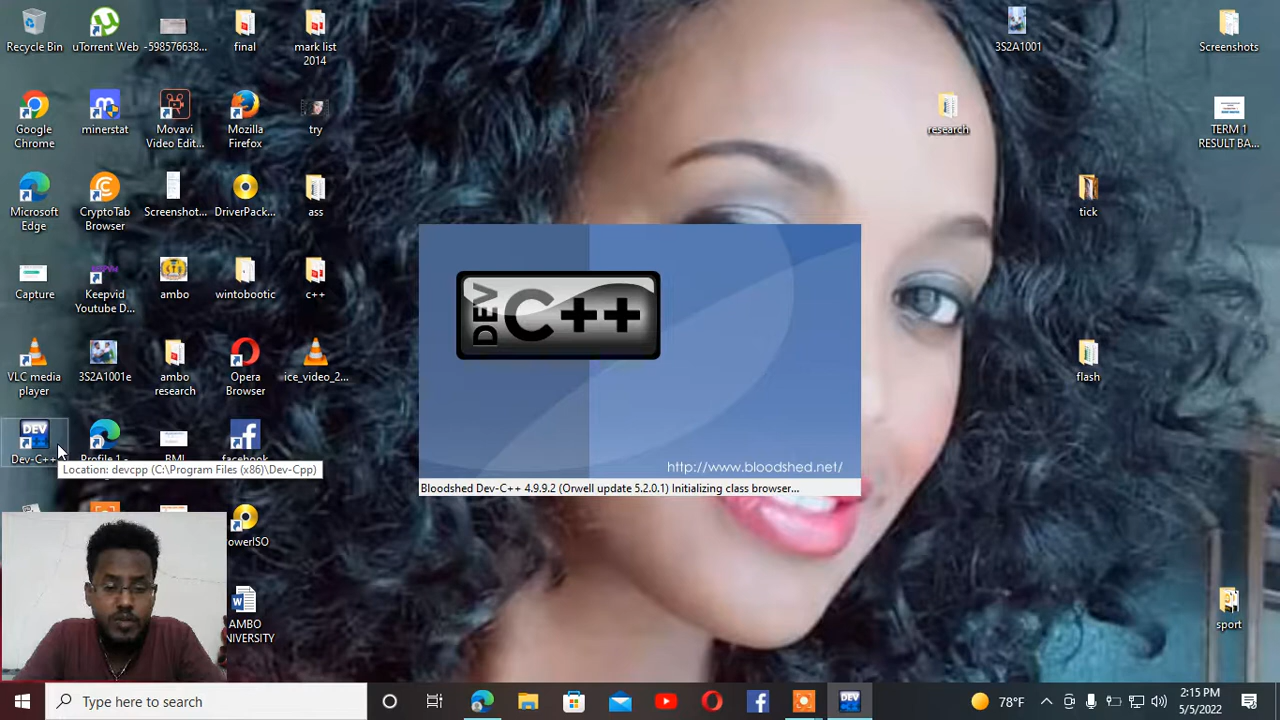 Recycle Bin
uTorrent Web
-598576638...
final
mark list
2014
3S2A1001
Screenshots
Google
Chrome
minerstat
Movavi
Video Edit...
Mozilla
Firefox
try
research
TERM 1
RESULT BA...
Microsoft
Edge
CryptoTab
Browser
Screenshot...
DriverPack...
ass
tick
Capture
Keepvid
Youtube D...
ambo
wintobootic
c++
DEV C++
VLC media
player
3S2A1001e
ambo
research
Opera
Browser
ice_video_2...
flash
Dev-C++
Profile 1 -
BMI
facebook
Location: devcpp (C:\Program Files (x86)\Dev-Cpp)
http://www.bloodshed.net/
Bloodshed Dev-C++ 4.9.9.2 (Orwell update 5.2.0.1) Initializing class browser...
owerISO
AMBO
NIVERSITY
sport
Type here to search
78°F
2:15 PM
5/5/2022